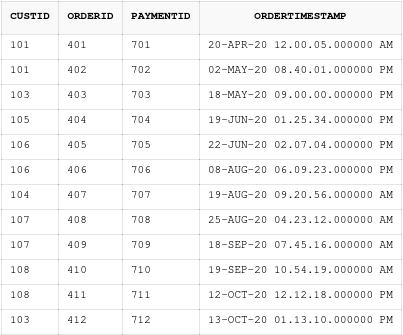 CUSTID ORDERID PAYMENTID ORDERTIMESTAMP
101 401 701 20-APR-20 12.00.05.000000 AM
101 402 702 02-MAY-20 08.40.01.000000 PM
103 403 703 18-MAY-20 09.00.00.000000 PM
105 404 704 19-JUN-20 01.25.34.000000 PM
106 405 705 22-JUN-20 02.07.04.000000 PM
106 406 706 08-AUG-20 06.09.23.000000 PM
104 407 707 19-AUG-20 09.20.56.000000 AM
107 408 708 25-AUG-20 04.23.12.000000 AM
107 409 709 18-SEP-20 07.45.16.000000 AM
108 410 710 19-SEP-20 10.54.19.000000 AM
108 411 711 12-OCT-20 12.12.18.000000 PM
103 412 712 13-OCT-20 01.13.10.000000 PM